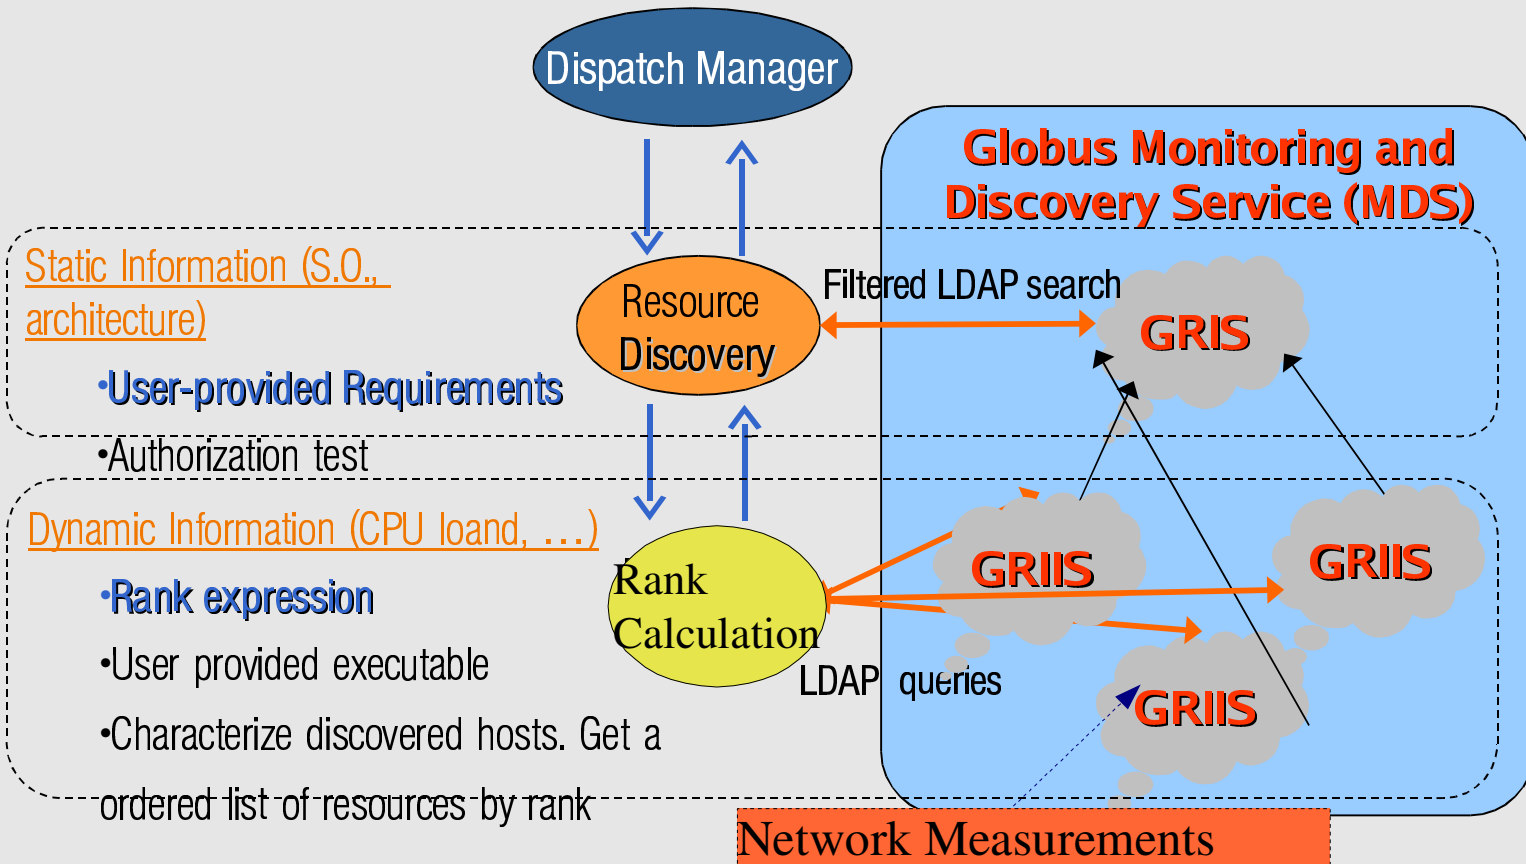 Dispatch Manager
Globus Monitoring and
Discovery Service (MDS)
Static Information (S.O.,
architecture)
•User-provided Requirements
•Authorization test
Resource
Discovery
Filtered LDAP search
GRIS
Dynamic Information (CPU loand, …)
•Rank expression
•User provided executable
•Characterize discovered hosts. Get a
ordered list of resources by rank
Rank
Calculation
LDAP queries
GRIIS
GRIIS
GRIIS
Network Measurements